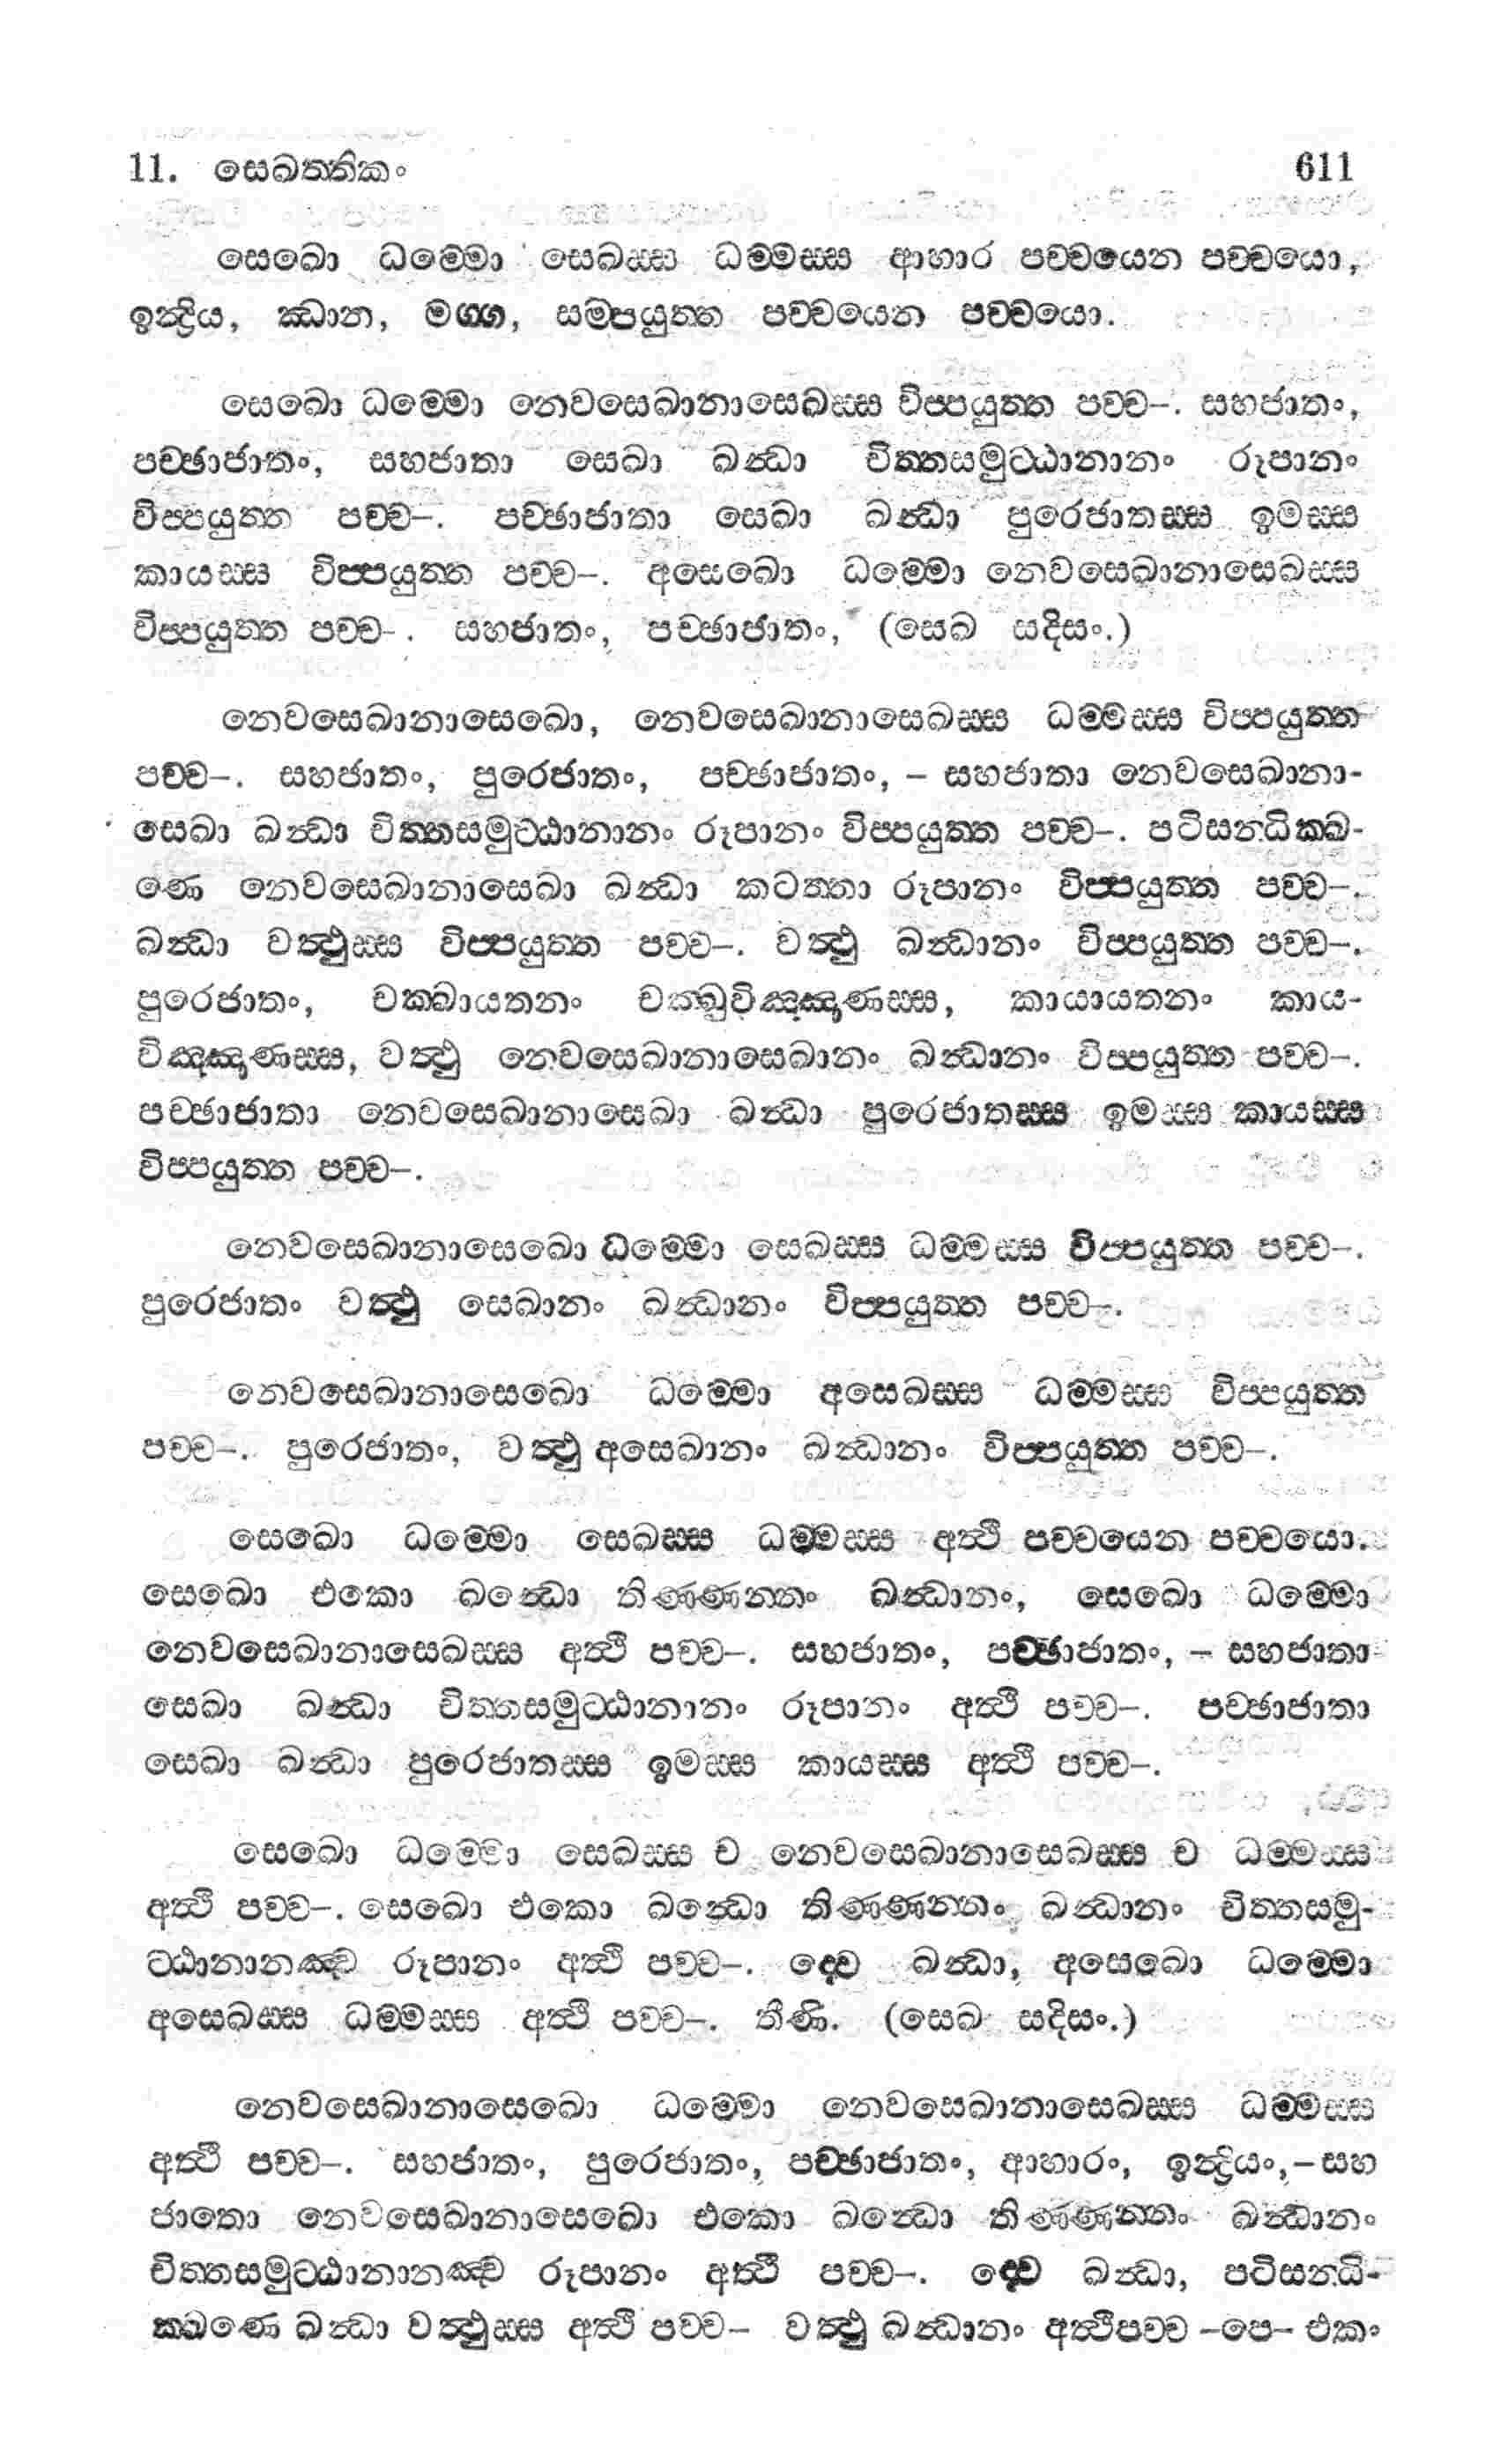 11. සෙඛත්තිකං 611
සෙඛො ධම්මො සෙඛස්ස ධම්මස්ස ආහාර පච්චයෙන පච්චයො,
ඉන්ද්‍රිය, ඣාන, මග්ග, සම්පයුත්ත පච්චයෙන පච්චයො.
සෙඛො ධම්මො නෙවසෙඛානාසෙඛස්ස විප්පයුත්ත පච්ච–. සහජාතං,
පච්ඡාජාතං, සහජාතා සෙඛා ඛන්ධා චිත්තසමුට්ඨානානං රූපානං
විප්පයුත්ත පච්ච–. පච්ඡාජාතා සෙඛා ඛන්ධා පුරෙජාතස්ස ඉමස්ස
කායස්ස විප්පයුත්ත පච්ච–. අසෙඛො ධම්මො නෙවසෙඛානාසෙඛස්ස
විප්පයුත්ත පච්ච–. සහජාතං, පච්ඡාජාතං, (සෙඛ සදිසං.)
නෙවසෙඛානාසෙඛො, නෙවසෙඛානාසෙඛස්ස ධම්මස්ස විප්පයුත්ත
පච්ච–. සහජාතං, පුරෙජාතං, පච්ඡාජාතං, – සහජාතා නෙවසෙඛානා-
සෙඛා ඛන්ධා චිත්තසමුට්ඨානානං රූපානං විප්පයුත්ත පච්ච–. පටිසන්ධික්ඛ-
ණෙ නෙවසෙඛානාසෙඛා ඛන්ධා කටත්තා රූපානං විප්පයුත්ත පච්ච–.
ඛන්ධා වත්ථුස්ස විප්පයුත්ත පච්ච–. වත්ථු ඛන්ධානං විප්පයුත්ත පච්ච–.
පුරෙජාතං, චක්ඛායතනං චක්ඛුවිඤ්ඤාණස්ස, කායායතනං කාය-
විඤ්ඤාණස්ස, වත්ථු නෙවසෙඛානාසෙඛානං ඛන්ධානං විප්පයුත්ත පච්ච–.
පච්ඡාජාතා නෙවසෙඛානාසෙඛා ඛන්ධා පුරෙජාතස්ස ඉමස්ස කායස්ස
විප්පයුත්ත පච්ච–.
නෙවසෙඛානාසෙඛො ධම්මො සෙඛස්ස ධම්මස්ස විප්පයුත්ත පච්ච–.
පුරෙජාතං වත්ථු සෙඛානං ඛන්ධානං විප්පයුත්ත පච්ච–.
නෙවසෙඛානාසෙඛො ධම්මො අසෙඛස්ස ධම්මස්ස විප්පයුත්ත
පච්ච–. පුරෙජාතං, වත්ථු අසෙඛානං ඛන්ධානං විප්පයුත්ත පච්ච–.
සෙඛො ධම්මො සෙඛස්ස ධම්මස්ස අත්ථි පච්චයෙන පච්චයො.
සෙඛො එකො ඛන්ධො තිණ්ණන්නං ඛන්ධානං, සෙඛො ධම්මො
නෙවසෙඛානාසෙඛස්ස අත්ථි පච්ච–. සහජාතං, පච්ඡාජාතං, – සහජාතා
සෙඛා ඛන්ධා චිත්තසමුට්ඨානානං රූපානං අත්ථි පච්ච–. පච්ඡාජාතා
සෙඛා ඛන්ධා පුරෙජාතස්ස ඉමස්ස කායස්ස අත්ථි පච්ච–.
සෙඛො ධම්මො සෙඛස්ස ච නෙවසෙඛානාසෙඛස්ස ච ධම්මස්ස
අත්ථි පච්ච–. සෙඛො එකො ඛන්ධො තිණ්ණන්නං ඛන්ධානං චිත්තසමු-
ට්ඨානානඤ්ච රූපානං අත්ථි පච්ච–. ද්වෙ ඛන්ධා, අසෙඛො ධම්මො
අසෙඛස්ස ධම්මස්ස අත්ථි පච්ච–. තීණි. (සෙඛ සදිසං.)
නෙවසෙඛානාසෙඛො ධම්මො නෙවසෙඛානාසෙඛස්ස ධම්මස්ස
අත්ථි පච්ච–. සහජාතං, පුරෙජාතං, පච්ඡාජාතං, ආහාරං, ඉන්ද්‍රියං,–සහ
ජාතො නෙවසෙඛානාසෙඛො එකො ඛන්ධො තිණ්ණන්නං ඛන්ධානං
චිත්තසමුට්ඨානානඤ්ච රූපානං අත්ථි පච්ච–. ද්වෙ ඛන්ධා, පටිසන්ධි-
ක්ඛණෙ ඛන්ධා වත්ථුස්ස අත්ථි පච්ච– වත්ථු ඛන්ධානං අත්ථිපච්ච –පෙ– එකං